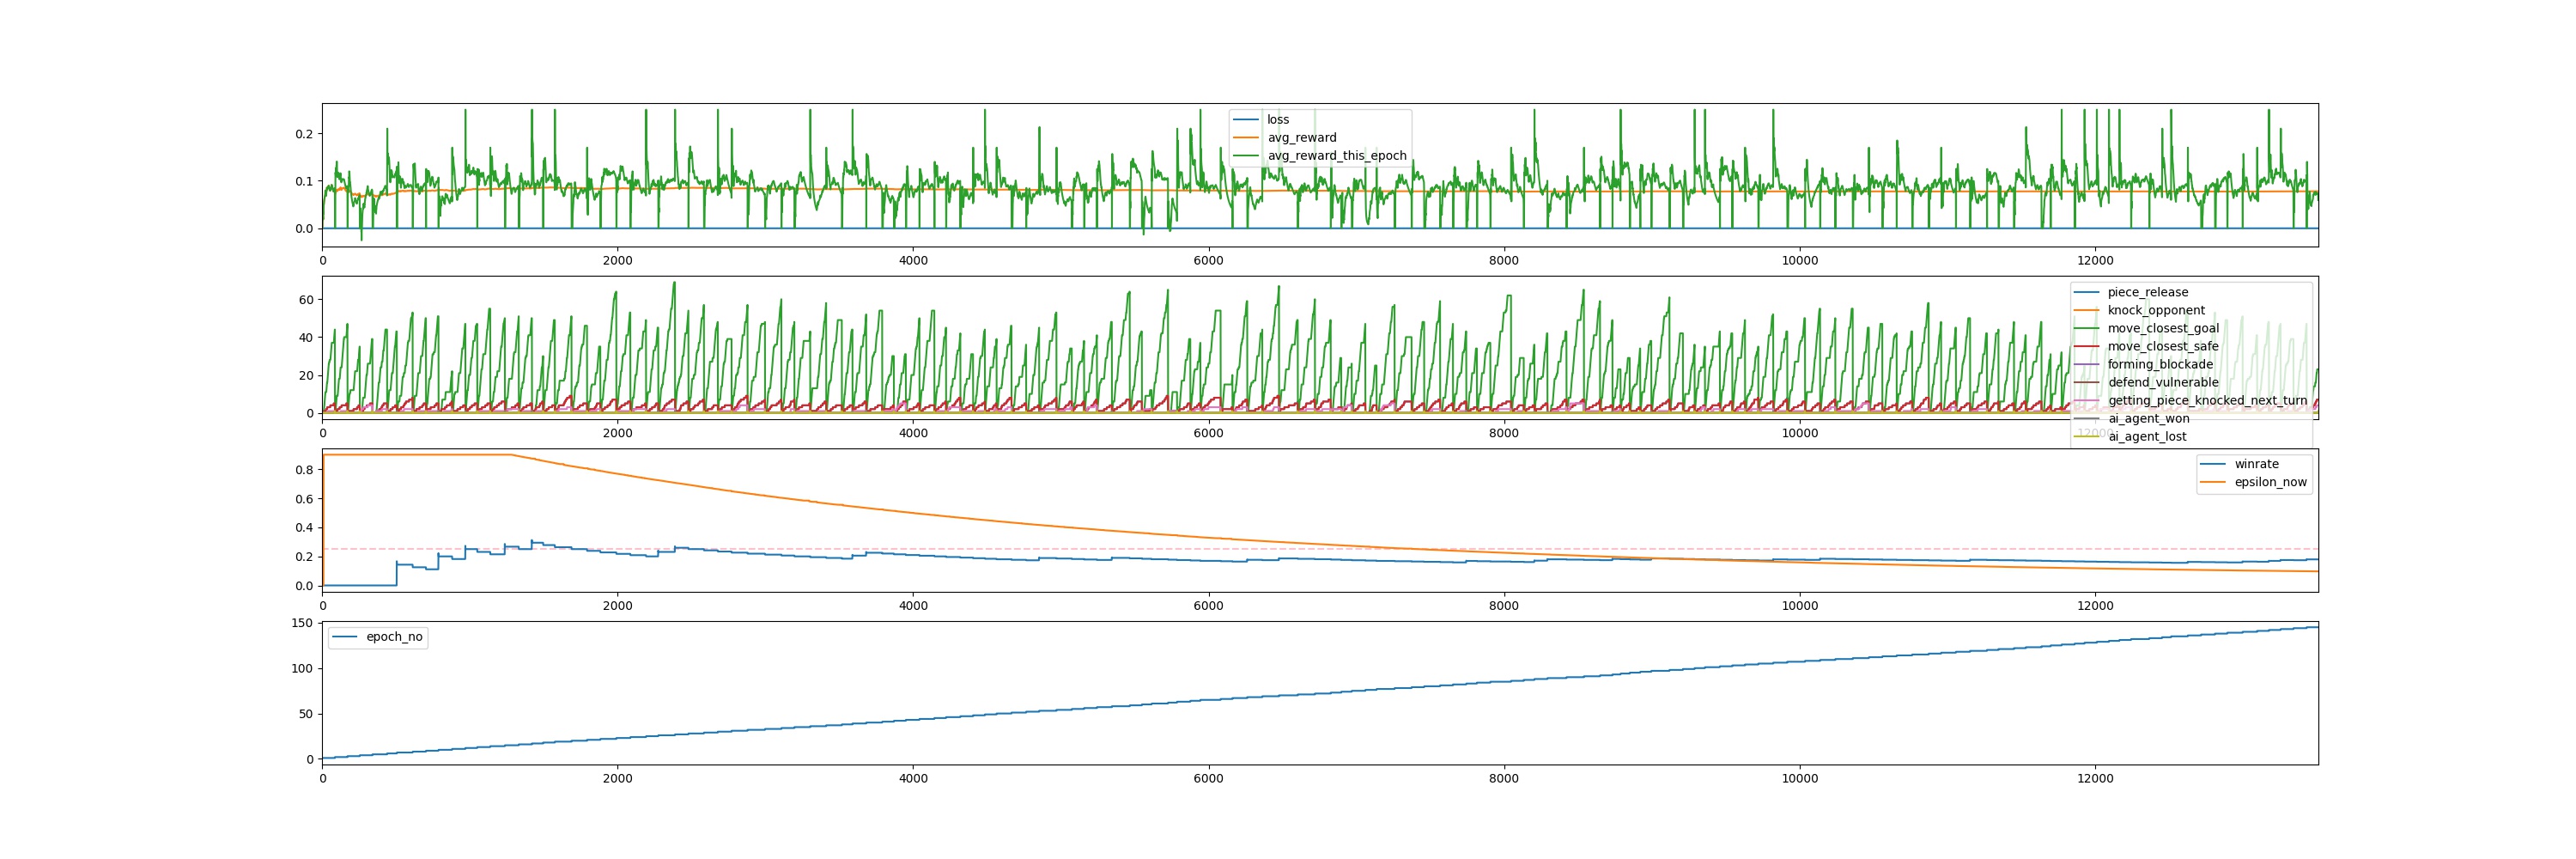 loss
avg_reward
avg_reward_this_epoch
0.2
0.1
0.0
0 2000 4000 6000 8000 10000 12000
piece_release
knock_opponent
move_closest_goal
move_closest_safe
forming_blockade
defend_vulnerable
getting_piece_knocked_next_turn
ai_agent_won
ai_agent_lost
60
40
20
0
0 2000 4000 6000 8000 10000 12000
winrate
epsilon_now
0.8
0.6
0.4
0.2
0.0
0 2000 4000 6000 8000 10000 12000
epoch_no
150
100
50
0
0 2000 4000 6000 8000 10000 12000